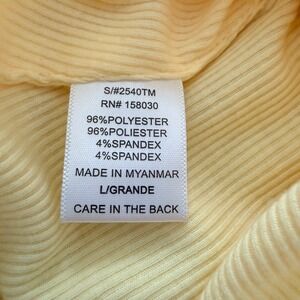 S/#2540TM
RN# 158030
96%POLYESTER
96%POLIESTER
4%SPANDEX
4%SPANDEX
MADE IN MYANMAR
L/GRANDE
CARE IN THE BACK